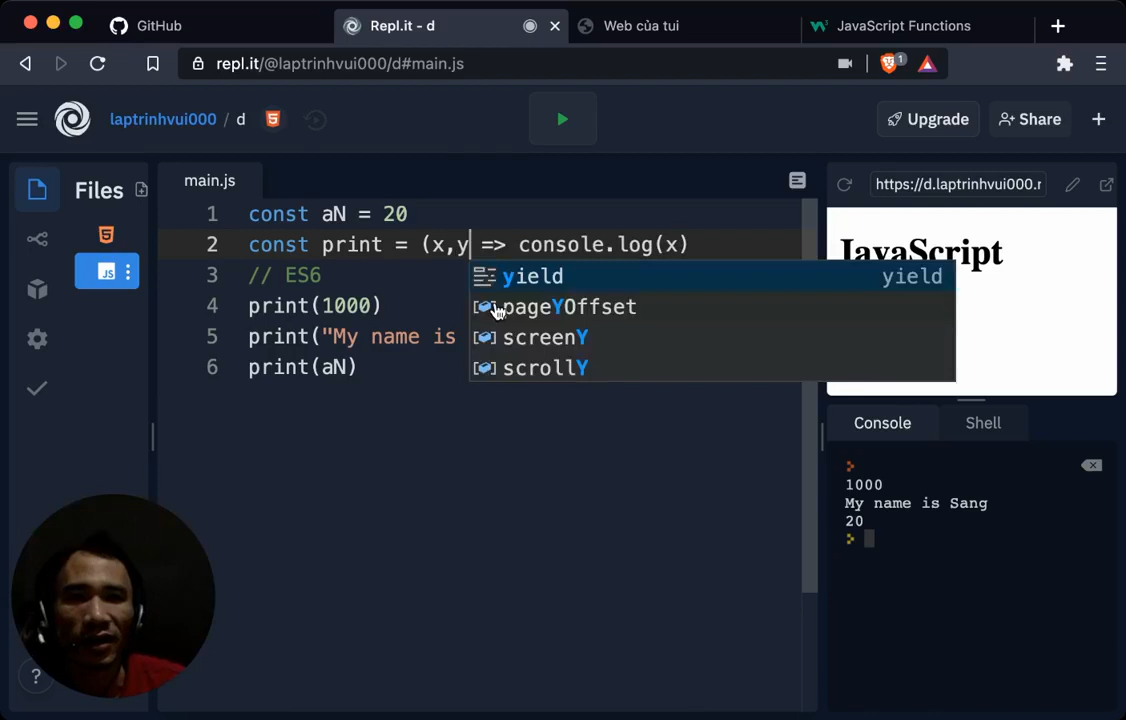 GitHub
Repl.it - d
Web của tui
JavaScript Functions
repl.it/@laptrinhvui000/d#main.js
1
laptrinhvui000 / d
Upgrade
Share
Files
main.js
https://d.laptrinhvui000.r
1 const aN = 20
2 const print = (x,y => console.log(x)
3 // ES6
4 print(1000)
5 print("My name is
6 print(aN)
yield yield
pageYOffset
screenY
scrollY
JS
JavaScript
Console
Shell
1000
My name is Sang
20
?